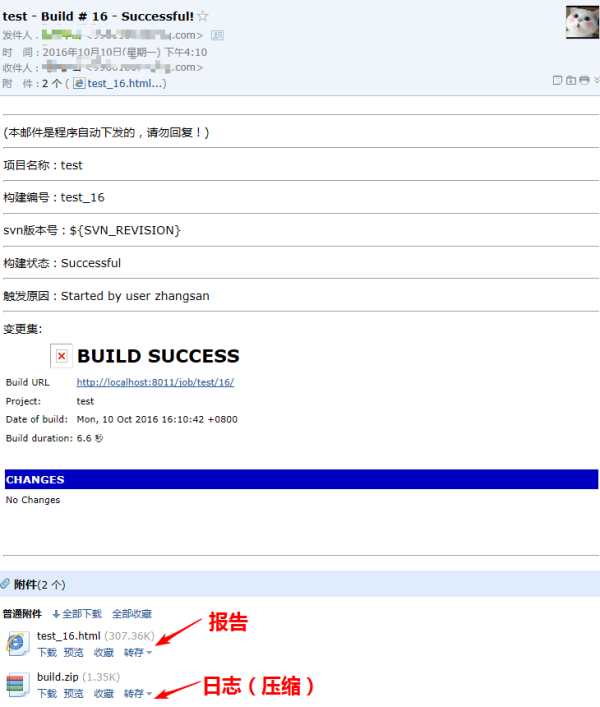 test - Build # 16 - Successful! ☆
发件人：
时 间：2016年10月10日(星期一) 下午4:10
收件人： .com>
附 件：2 个 ( test_16.html...)
(本邮件是程序自动下发的，请勿回复！)
项目名称：test
构建编号：test_16
svn版本号：${SVN_REVISION}
构建状态：Successful
触发原因：Started by user zhangsan
变更集:
BUILD SUCCESS
Build URL http://localhost:8011/job/test/16/
Project: test
Date of build: Mon, 10 Oct 2016 16:10:42 +0800
Build duration: 6.6 秒
CHANGES
No Changes
附件(2 个)
普通附件 全部下载 全部收藏
test_16.html (307.36K)
下载 预览 收藏 转存
报告
build.zip (1.35K)
下载 预览 收藏 转存
日志（压缩）